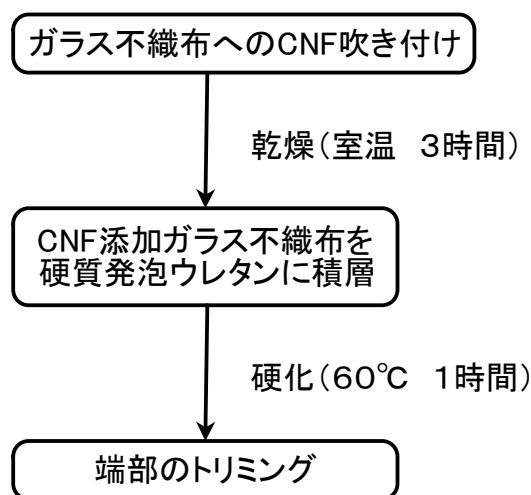 ガラス不織布へのCNF吹き付け
乾燥（室温　３時間）
CNF添加ガラス不織布を
硬質発泡ウレタンに積層
硬化（６０℃　１時間）
端部のトリミング